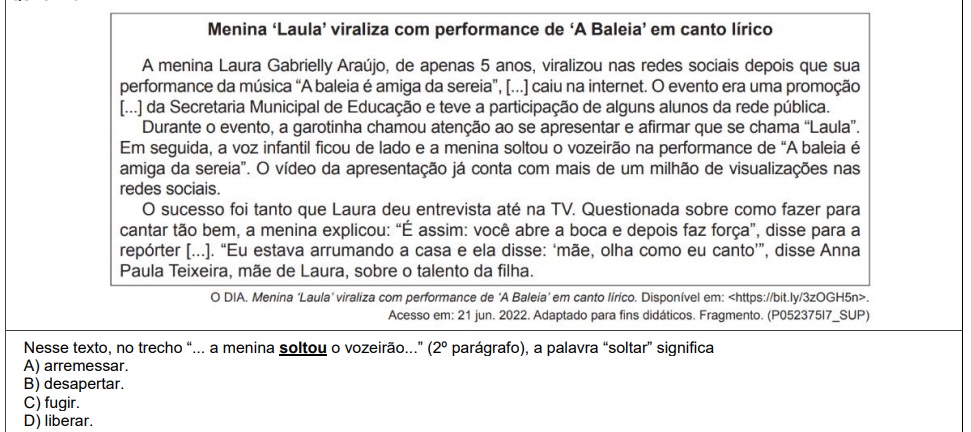 Menina ‘Laula’ viraliza com performance de ‘A Baleia’ em canto lírico
A menina Laura Gabrielly Araújo, de apenas 5 anos, viralizou nas redes sociais depois que sua
performance da música “A baleia é amiga da sereia”, [...] caiu na internet. O evento era uma promoção
[...] da Secretaria Municipal de Educação e teve a participação de alguns alunos da rede pública.
Durante o evento, a garotinha chamou atenção ao se apresentar e afirmar que se chama “Laula”.
Em seguida, a voz infantil ficou de lado e a menina soltou o vozeirão na performance de “A baleia é
amiga da sereia”. O vídeo da apresentação já conta com mais de um milhão de visualizações nas
redes sociais.
O sucesso foi tanto que Laura deu entrevista até na TV. Questionada sobre como fazer para
cantar tão bem, a menina explicou: “É assim: você abre a boca e depois faz força”, disse para a
repórter [...]. “Eu estava arrumando a casa e ela disse: ‘mãe, olha como eu canto’”, disse Anna
Paula Teixeira, mãe de Laura, sobre o talento da filha.
O DIA. Menina ‘Laula’ viraliza com performance de ‘A Baleia’ em canto lírico. Disponível em: <https://bit.ly/3zOGH5n>.
Acesso em: 21 jun. 2022. Adaptado para fins didáticos. Fragmento. (P052375I7_SUP)
Nesse texto, no trecho “... a menina soltou o vozeirão...” (2º parágrafo), a palavra “soltar” significa
A) arremessar.
B) desapertar.
C) fugir.
D) liberar.